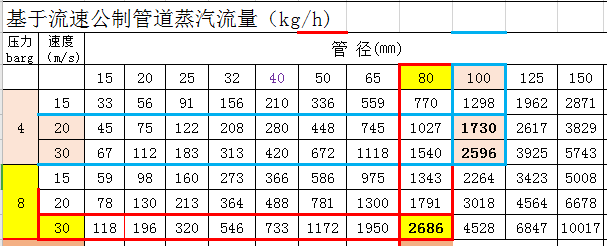 基于流速公制管道蒸汽流量（kg/h）
压力 barg 速度 (m/s) 管 径(mm)
15 20 25 32 40 50 65 80 100 125 150
4 15 33 56 91 156 210 336 559 770 1298 1962 2871
20 45 75 122 208 280 448 745 1027 1730 2617 3829
30 67 112 183 313 420 672 1118 1540 2596 3925 5743
8 15 59 98 160 273 366 586 975 1343 2264 3423 5008
20 78 130 213 364 488 781 1300 1791 3018 4564 6678
30 118 196 320 546 733 1172 1950 2686 4528 6847 10017